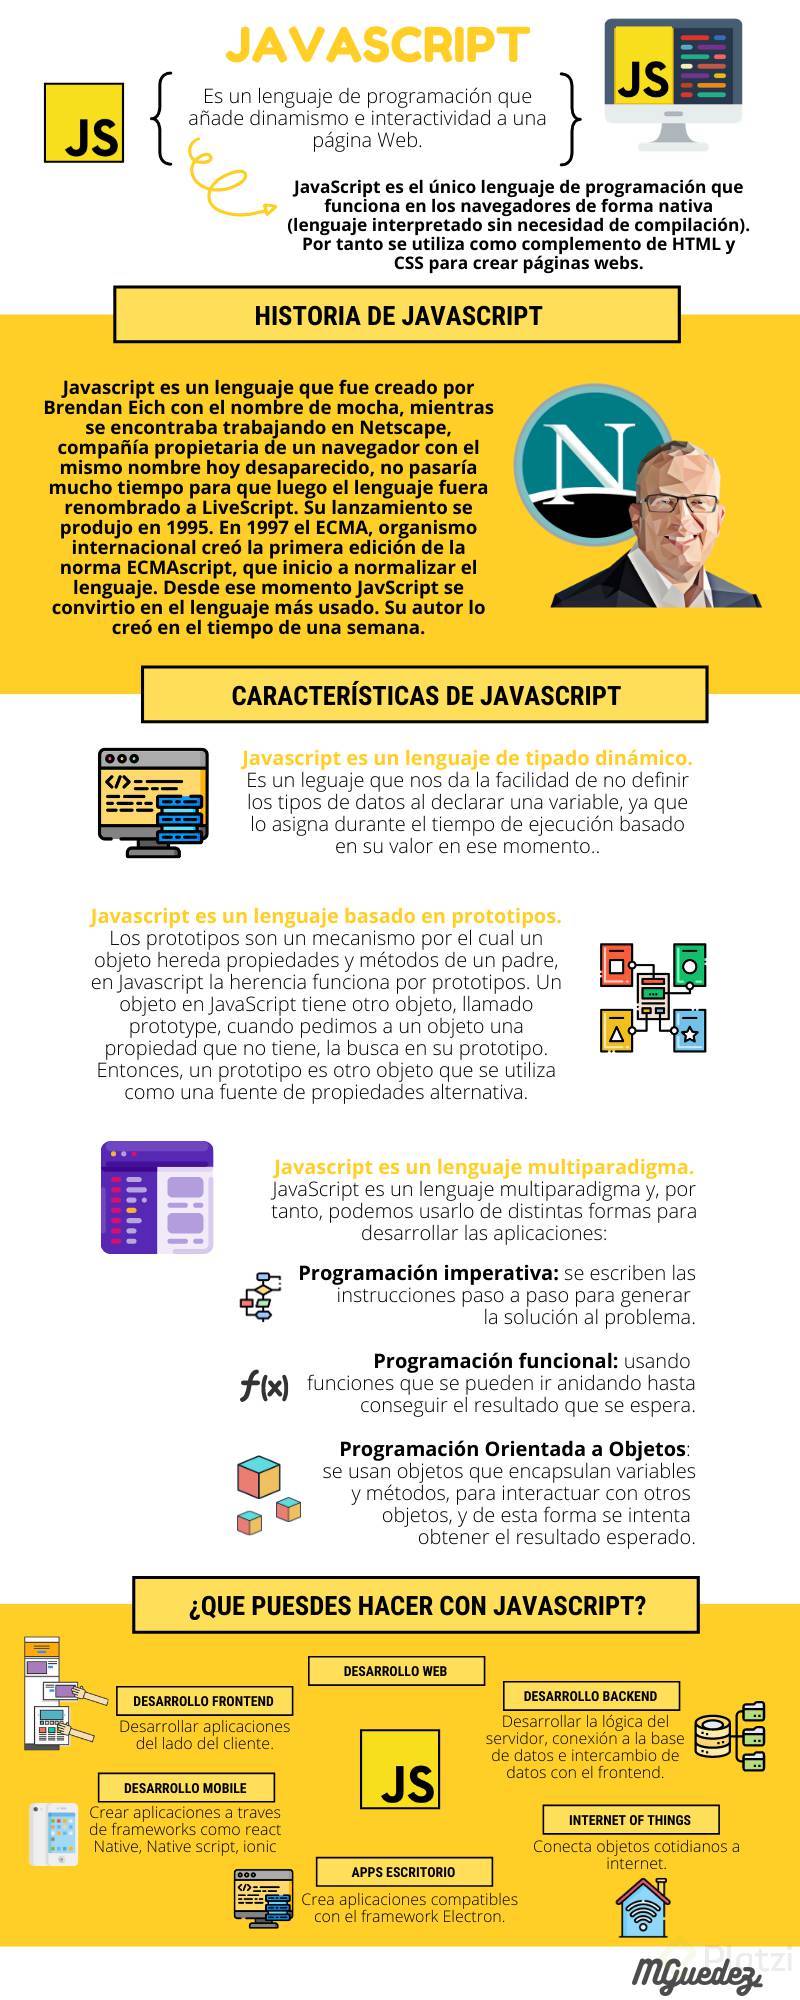 JAVASCRIPT
JS
Es un lenguaje de programación que
añade dinamismo e interactividad a una
página Web.
JS
JavaScript es el único lenguaje de programación que
funciona en los navegadores de forma nativa
(lenguaje interpretado sin necesidad de compilación).
Por tanto se utiliza como complemento de HTML y
CSS para crear páginas webs.
HISTORIA DE JAVASCRIPT
Javascript es un lenguaje que fue creado por
Brendan Eich con el nombre de mocha, mientras
se encontraba trabajando en Netscape,
compañía propietaria de un navegador con el
mismo nombre hoy desaparecido, no pasaría
mucho tiempo para que luego el lenguaje fuera
renombrado a LiveScript. Su lanzamiento se
produjo en 1995. En 1997 el ECMA, organismo
internacional creó la primera edición de la
norma ECMAscript, que inicio a normalizar el
lenguaje. Desde ese momento JavScript se
convirtio en el lenguaje más usado. Su autor lo
creó en el tiempo de una semana.
N
CARACTERÍSTICAS DE JAVASCRIPT
</>
Javascript es un lenguaje de tipado dinámico.
Es un leguaje que nos da la facilidad de no definir
los tipos de datos al declarar una variable, ya que
lo asigna durante el tiempo de ejecución basado
en su valor en ese momento..
Javascript es un lenguaje basado en prototipos.
Los prototipos son un mecanismo por el cual un
objeto hereda propiedades y métodos de un padre,
en Javascript la herencia funciona por prototipos. Un
objeto en JavaScript tiene otro objeto, llamado
prototype, cuando pedimos a un objeto una
propiedad que no tiene, la busca en su prototipo.
Entonces, un prototipo es otro objeto que se utiliza
como una fuente de propiedades alternativa.
Javascript es un lenguaje multiparadigma.
JavaScript es un lenguaje multiparadigma y, por
tanto, podemos usarlo de distintas formas para
desarrollar las aplicaciones:
Programación imperativa: se escriben las
instrucciones paso a paso para generar
la solución al problema.
f(x)
Programación funcional: usando
funciones que se pueden ir anidando hasta
conseguir el resultado que se espera.
Programación Orientada a Objetos:
se usan objetos que encapsulan variables
y métodos, para interactuar con otros
objetos, y de esta forma se intenta
obtener el resultado esperado.
¿QUE PUESDES HACER CON JAVASCRIPT?
DESARROLLO WEB
DESARROLLO FRONTEND
Desarrollar aplicaciones
del lado del cliente.
DESARROLLO BACKEND
Desarrollar la lógica del
servidor, conexión a la base
de datos e intercambio de
datos con el frontend.
JS
DESARROLLO MOBILE
Crear aplicaciones a traves
de frameworks como react
Native, Native script, ionic
INTERNET OF THINGS
Conecta objetos cotidianos a
internet.
APPS ESCRITORIO
</>
Crea aplicaciones compatibles
con el framework Electron.
Platzi
MGuedez